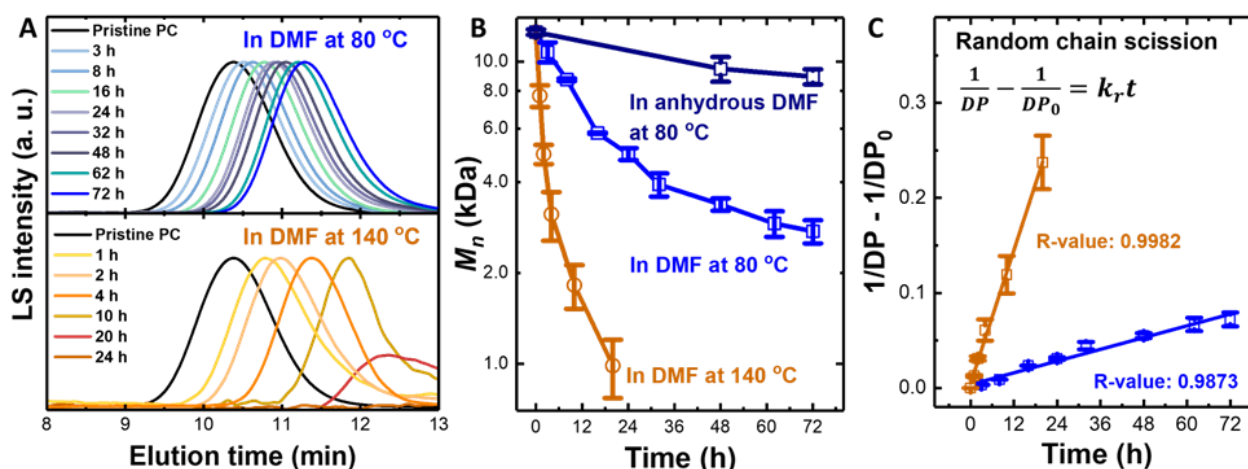 A
LS intensity (a. u.)
Pristine PC
3 h
8 h
16 h
24 h
32 h
48 h
62 h
72 h
In DMF at 80 °C
Pristine PC
1 h
2 h
4 h
10 h
20 h
24 h
In DMF at 140 °C
8 9 10 11 12 13
Elution time (min)
B
Mn (kDa)
10.0
8.0
6.0
4.0
2.0
1.0
In anhydrous DMF
at 80 °C
In DMF at 80 °C
In DMF at 140 °C
0 12 24 36 48 60 72
Time (h)
C
1/DP - 1/DP0
0.3
0.2
0.1
0.0
Random chain scission
1/DP − 1/DP0 = krt
R-value: 0.9982
R-value: 0.9873
0 12 24 36 48 60 72
Time (h)